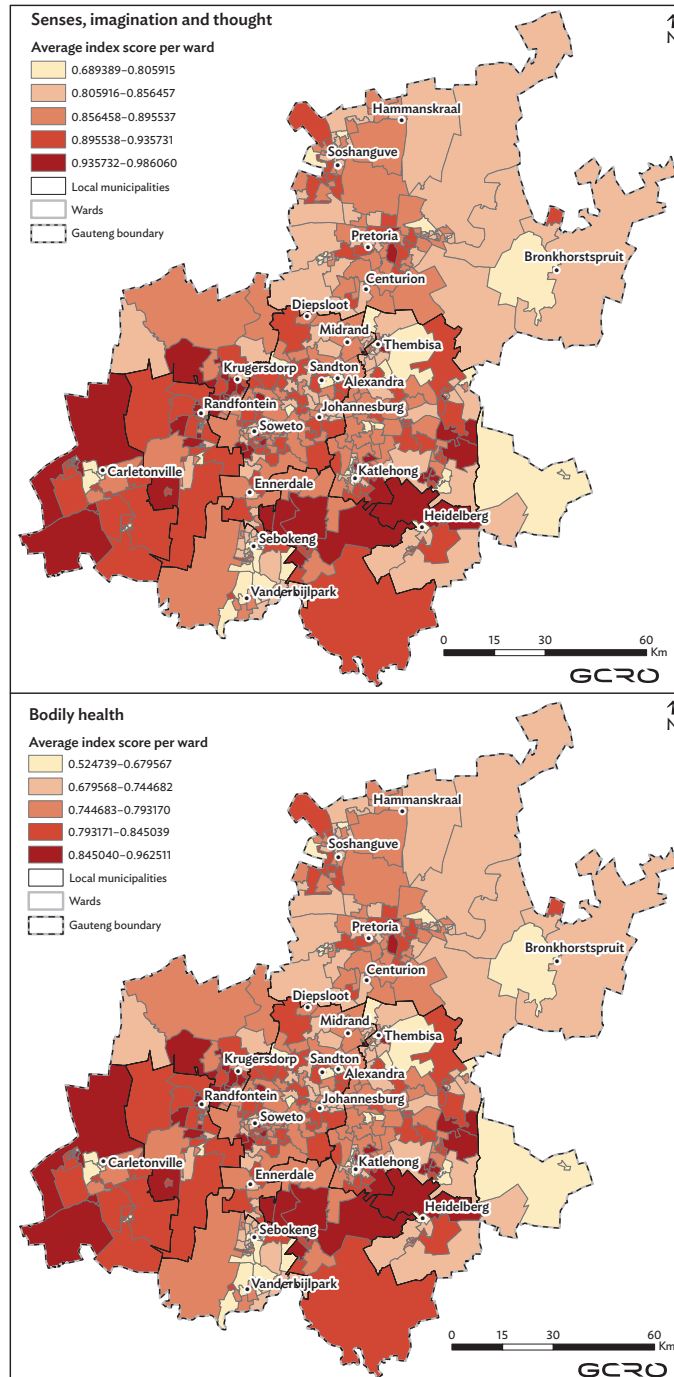 Senses, imagination and thought
N
Average index score per ward
0.689389–0.805915
0.805916–0.856457
0.856458–0.895537
0.895538–0.935731
0.935732–0.986060
Local municipalities
Wards
Gauteng boundary
Hammanskraal
Soshanguve
Pretoria
Bronkhorstspruit
Centurion
Diepsloot
Midrand
Thembisa
Krugersdorp
Sandton
Alexandra
Randfontein
Johannesburg
Soweto
Carletonville
Katlehong
Ennerdale
Heidelberg
Sebokeng
Vanderbijlpark
0 15 30 60
Km
GCRO
Bodily health
N
Average index score per ward
0.524739–0.679567
0.679568–0.744682
0.744683–0.793170
0.793171–0.845039
0.845040–0.962511
Local municipalities
Wards
Gauteng boundary
Hammanskraal
Soshanguve
Pretoria
Bronkhorstspruit
Centurion
Diepsloot
Midrand
Thembisa
Krugersdorp
Sandton
Alexandra
Randfontein
Johannesburg
Soweto
Carletonville
Katlehong
Ennerdale
Heidelberg
Sebokeng
Vanderbijlpark
0 15 30 60
Km
GCRO